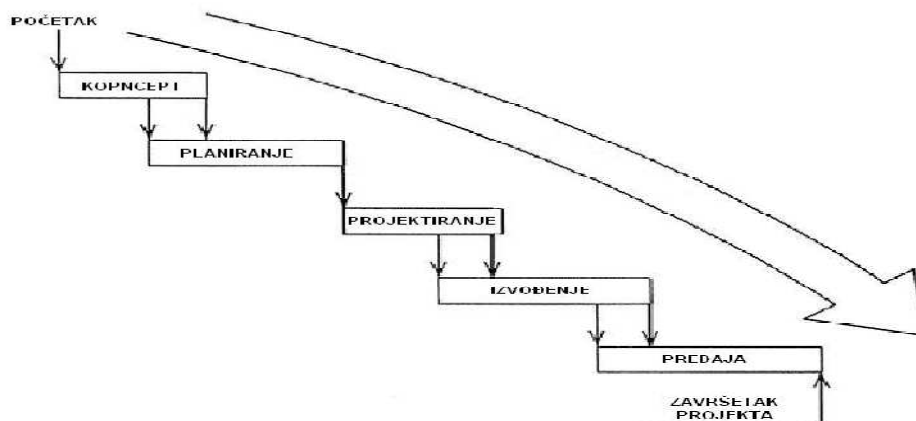 POČETAK
KOPNCEPT
PLANIRANJE
PROJEKTIRANJE
IZVOĐENJE
PREDAJA
ZAVRŠETAK
PROJEKTA